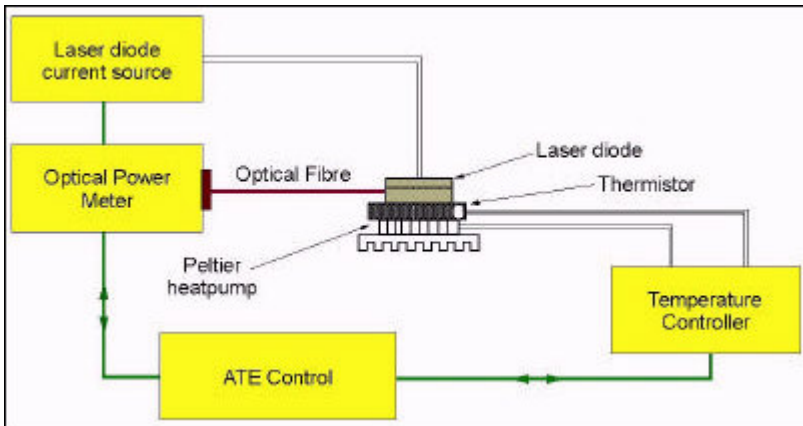 Laser diode
current source
Optical Power
Meter
Optical Fibre
Laser diode
Thermistor
Peltier
heatpump
Temperature
Controller
ATE Control